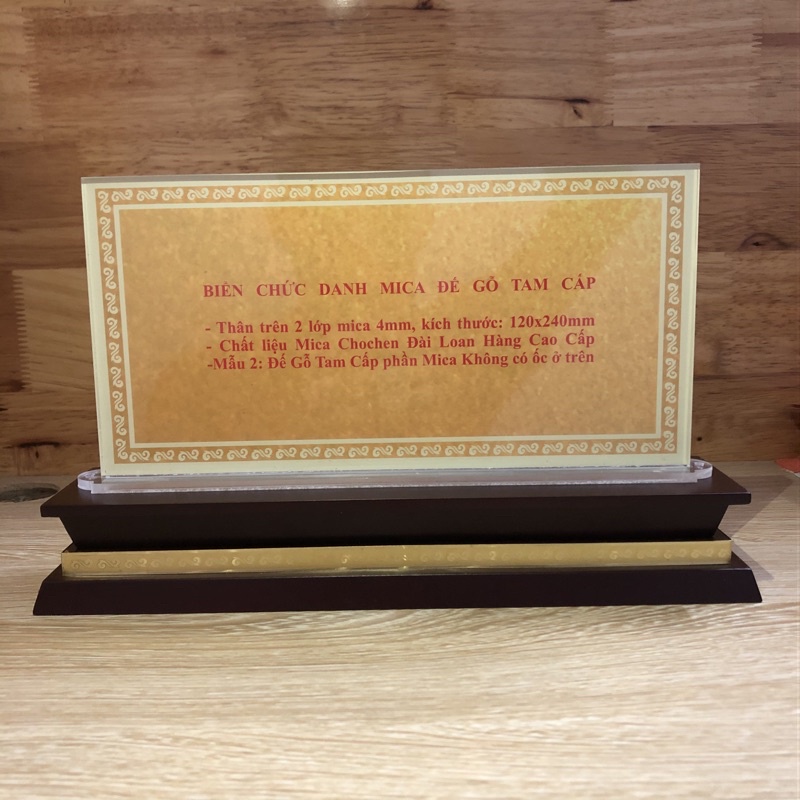 BIỂN CHỨC DANH MICA ĐẾ GỖ TAM CẤP
- Thân trên 2 lớp mica 4mm, kích thước: 120x240mm
- Chất liệu Mica Chochen Đài Loan Hàng Cao Cấp
-Mẫu 2: Đế Gỗ Tam Cấp phần Mica Không có ốc ở trên